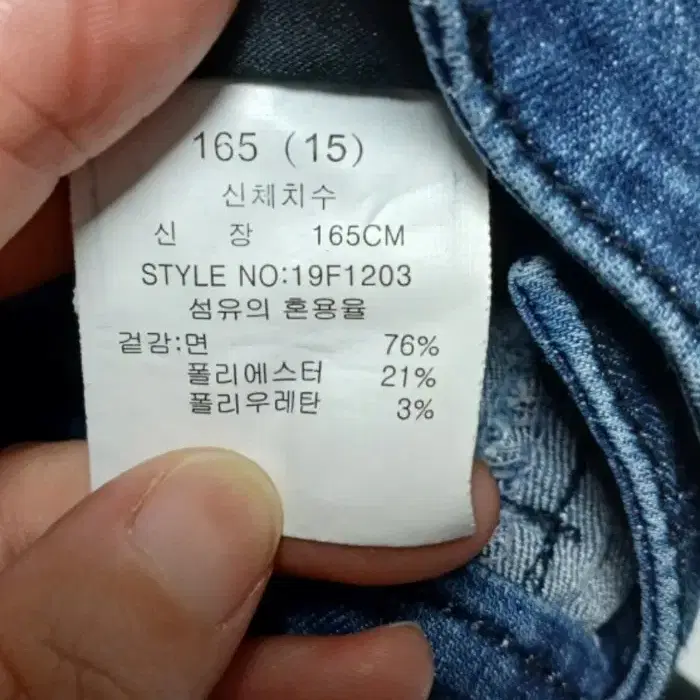 165 (15)
신체치수
신 장 165CM
STYLE NO:19F1203
섬유의 혼용율
겉감:면 76%
폴리에스터 21%
폴리우레탄 3%